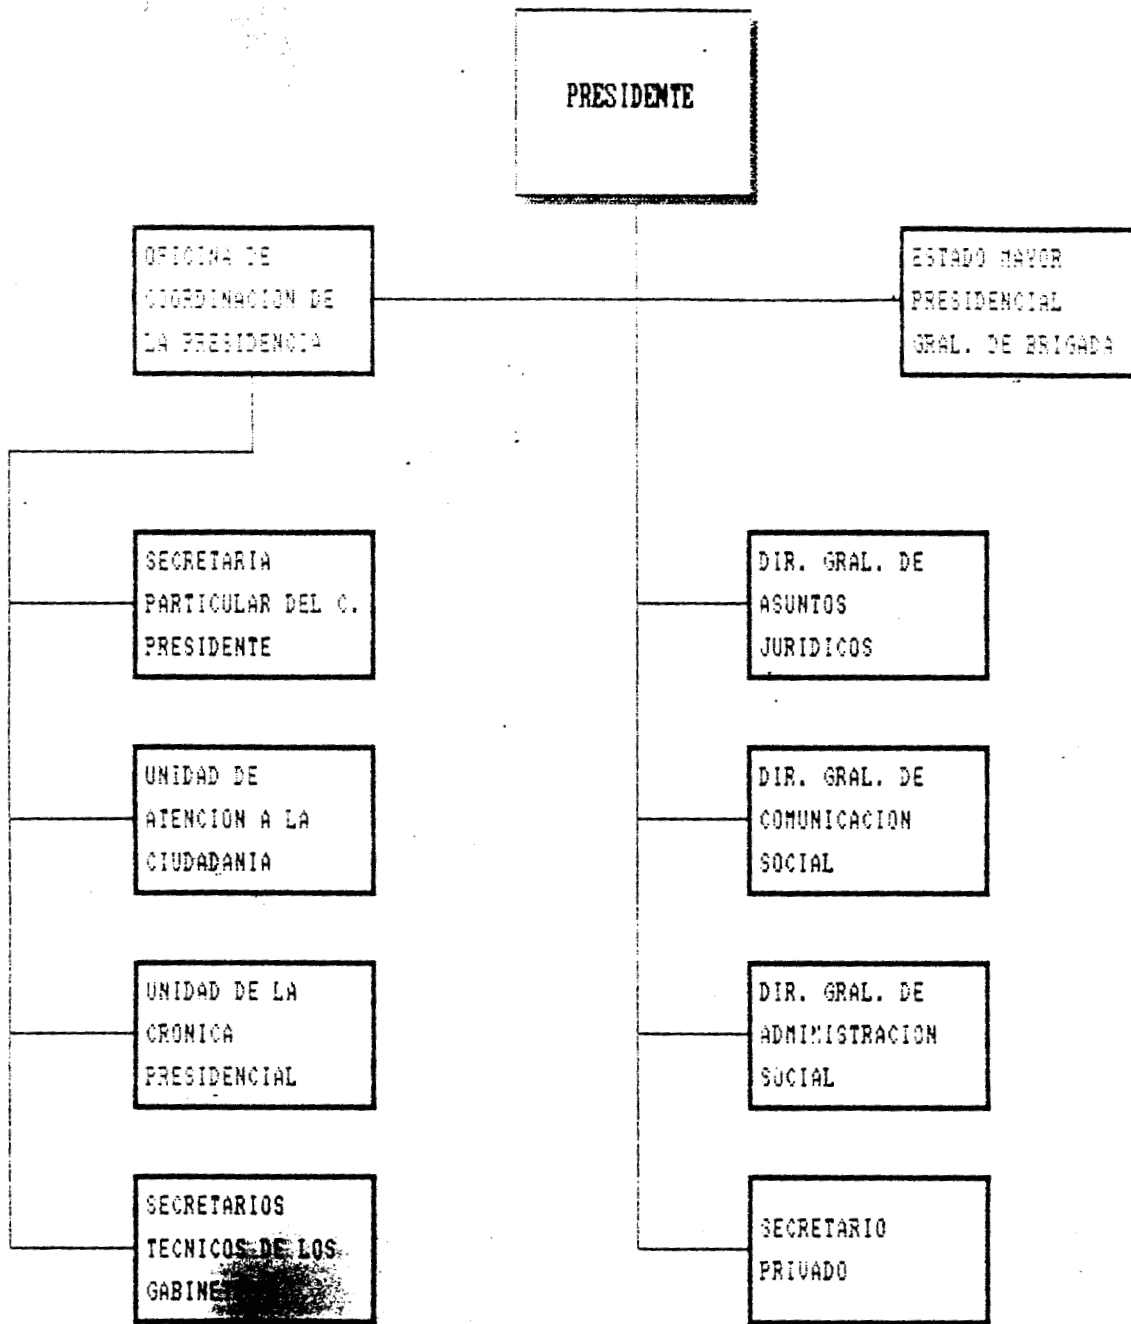 PRESIDENTE
OFICINA DE
COORDINACION DE
LA PRESIDENCIA
ESTADO MAYOR
PRESIDENCIAL
GRAL. DE BRIGADA
SECRETARIA
PARTICULAR DEL C.
PRESIDENTE
DIR. GRAL. DE
ASUNTOS
JURIDICOS
UNIDAD DE
ATENCION A LA
CIUDADANIA
DIR. GRAL. DE
COMUNICACION
SOCIAL
UNIDAD DE LA
CRONICA
PRESIDENCIAL
DIR. GRAL. DE
ADMINISTRACION
SOCIAL
SECRETARIOS
TECNICOS DE LOS
SECRETARIO
PRIVADO